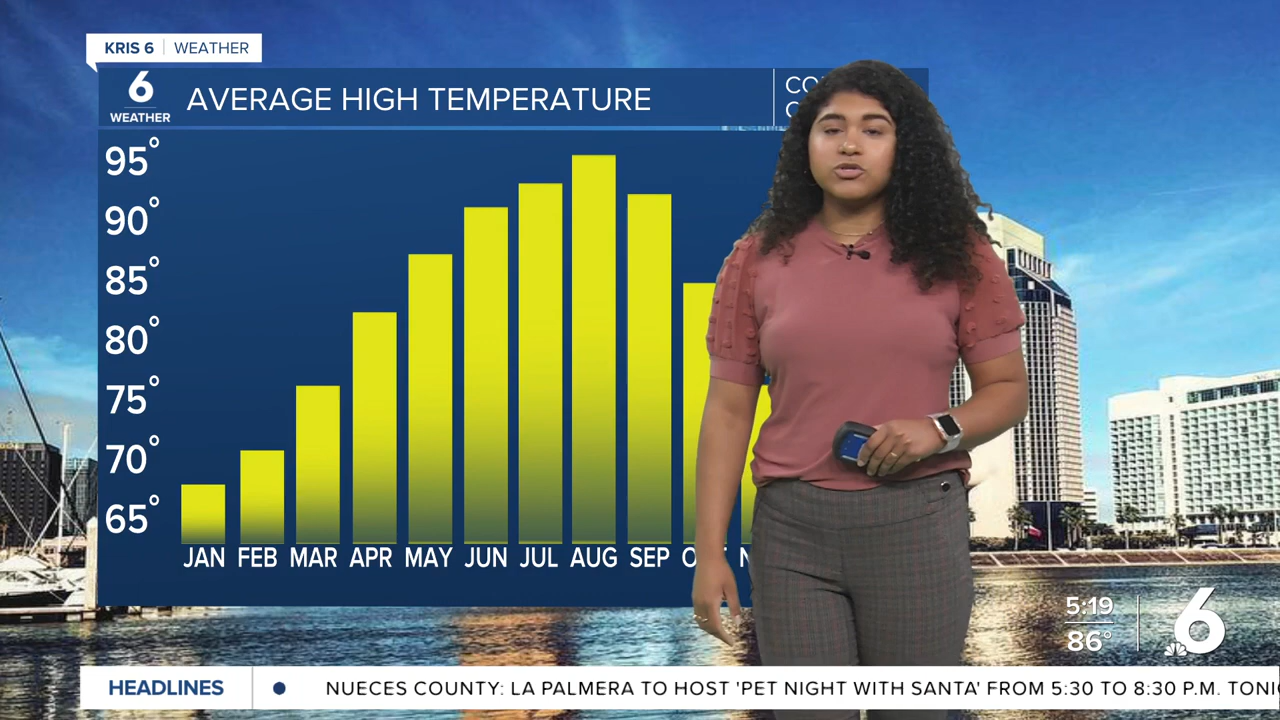 KRIS 6 | WEATHER
6
WEATHER
AVERAGE HIGH TEMPERATURE
95°
90°
85°
80°
75°
70°
65°
JAN FEB MAR APR MAY JUN JUL AUG SEP
5:19
86°
6
HEADLINES
NUECES COUNTY: LA PALMERA TO HOST 'PET NIGHT WITH SANTA' FROM 5:30 TO 8:30 P.M.